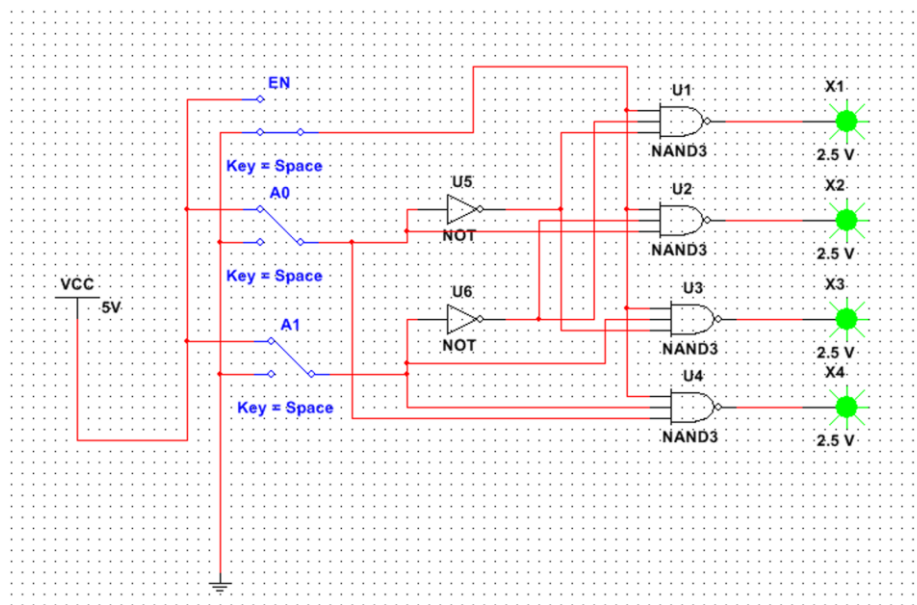 EN
Key = Space
A0
Key = Space
A1
Key = Space
VCC
5V
U5
NOT
U6
NOT
U1
NAND3
U2
NAND3
U3
NAND3
U4
NAND3
X1
2.5 V
X2
2.5 V
X3
2.5 V
X4
2.5 V